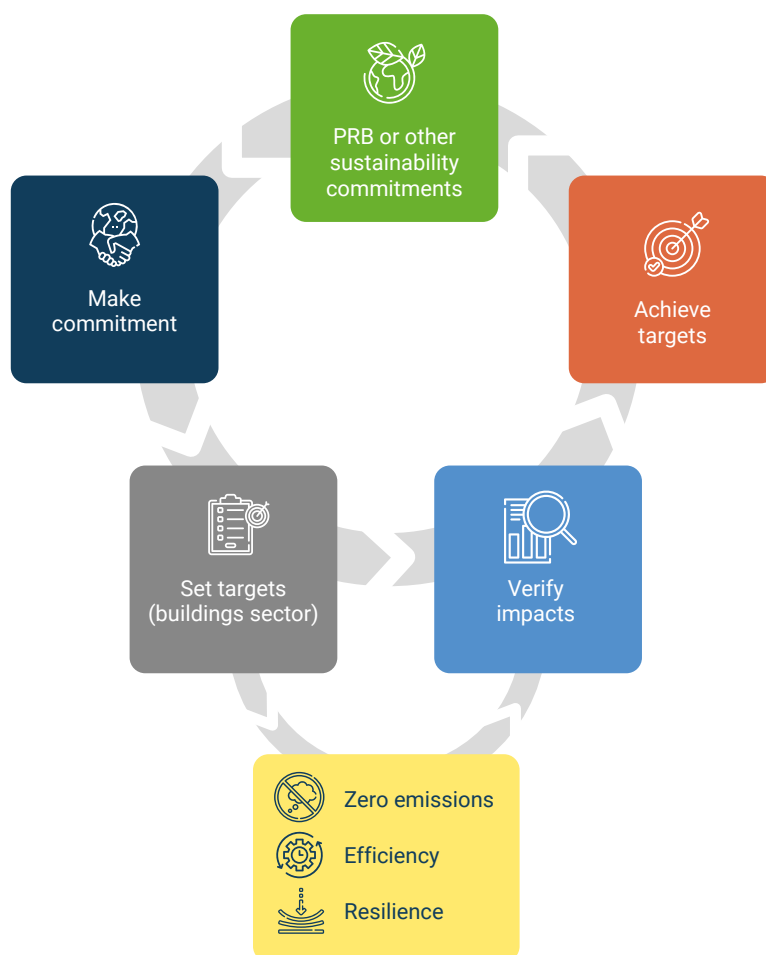 PRB or other
sustainability
commitments
Make
commitment
Achieve
targets
Set targets
(buildings sector)
Verify
impacts
Zero emissions
Efficiency
Resilience